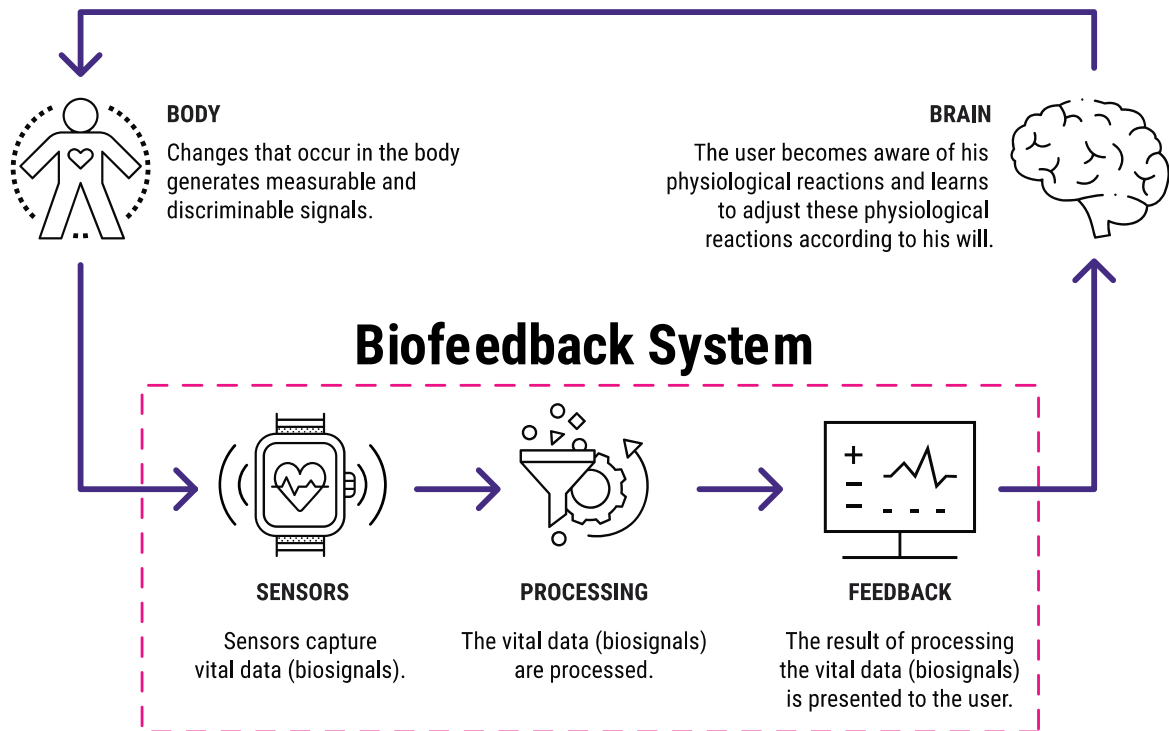 BODY
Changes that occur in the body
generates measurable and
discriminable signals.
BRAIN
The user becomes aware of his
physiological reactions and learns
to adjust these physiological
reactions according to his will.
Biofeedback System
SENSORS
Sensors capture
vital data (biosignals).
PROCESSING
The vital data (biosignals)
are processed.
FEEDBACK
The result of processing
the vital data (biosignals)
is presented to the user.